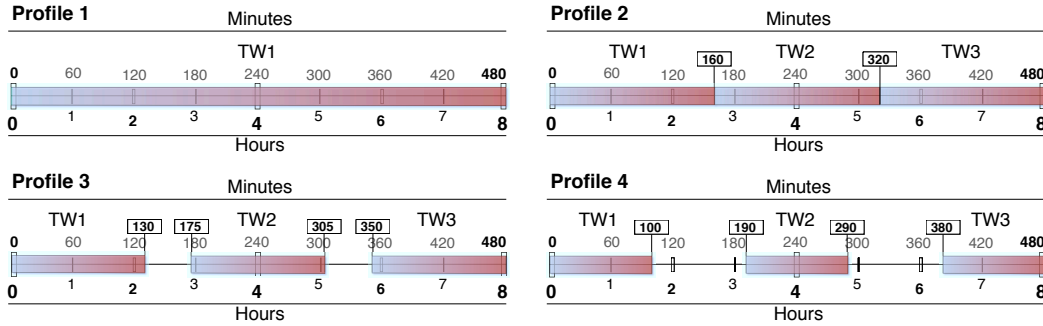 Profile 1
Minutes
TW1
0 60 120 180 240 300 360 420 480
0 1 2 3 4 5 6 7 8
Hours
Profile 2
Minutes
TW1 TW2 TW3
160 320
0 60 120 180 240 300 360 420 480
0 1 2 3 4 5 6 7 8
Hours
Profile 3
Minutes
TW1 TW2 TW3
130 175 305 350
0 60 120 180 240 300 360 420 480
0 1 2 3 4 5 6 7 8
Hours
Profile 4
Minutes
TW1 TW2 TW3
100 190 290 380
0 60 120 180 240 300 360 420 480
0 1 2 3 4 5 6 7 8
Hours